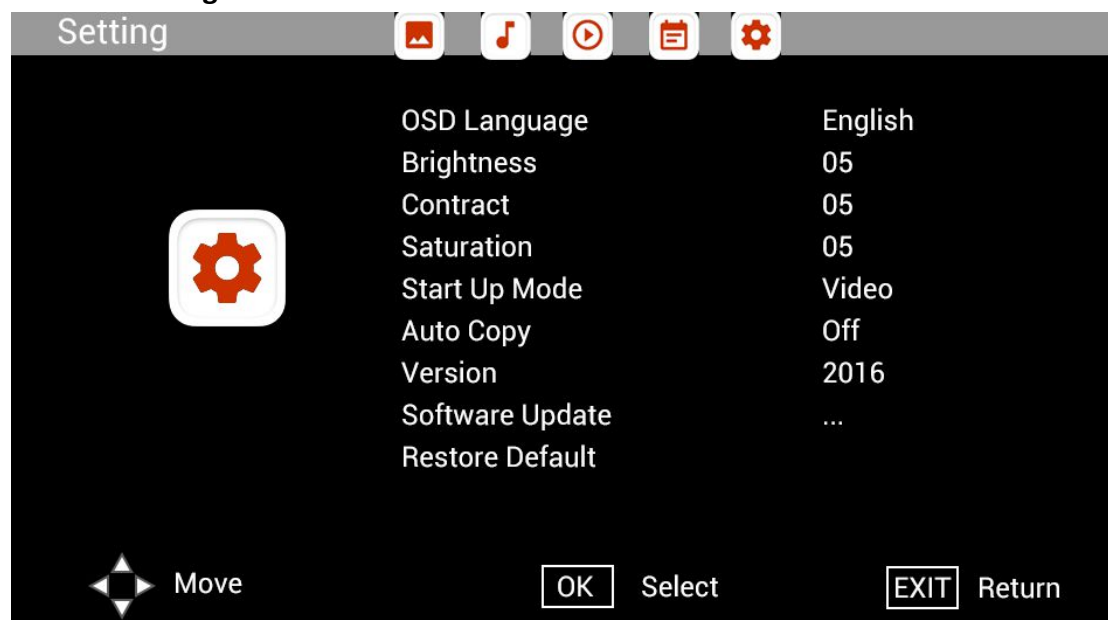 Setting
OSD Language English
Brightness 05
Contract 05
Saturation 05
Start Up Mode Video
Auto Copy Off
Version 2016
Software Update ...
Restore Default
Move OK Select EXIT Return